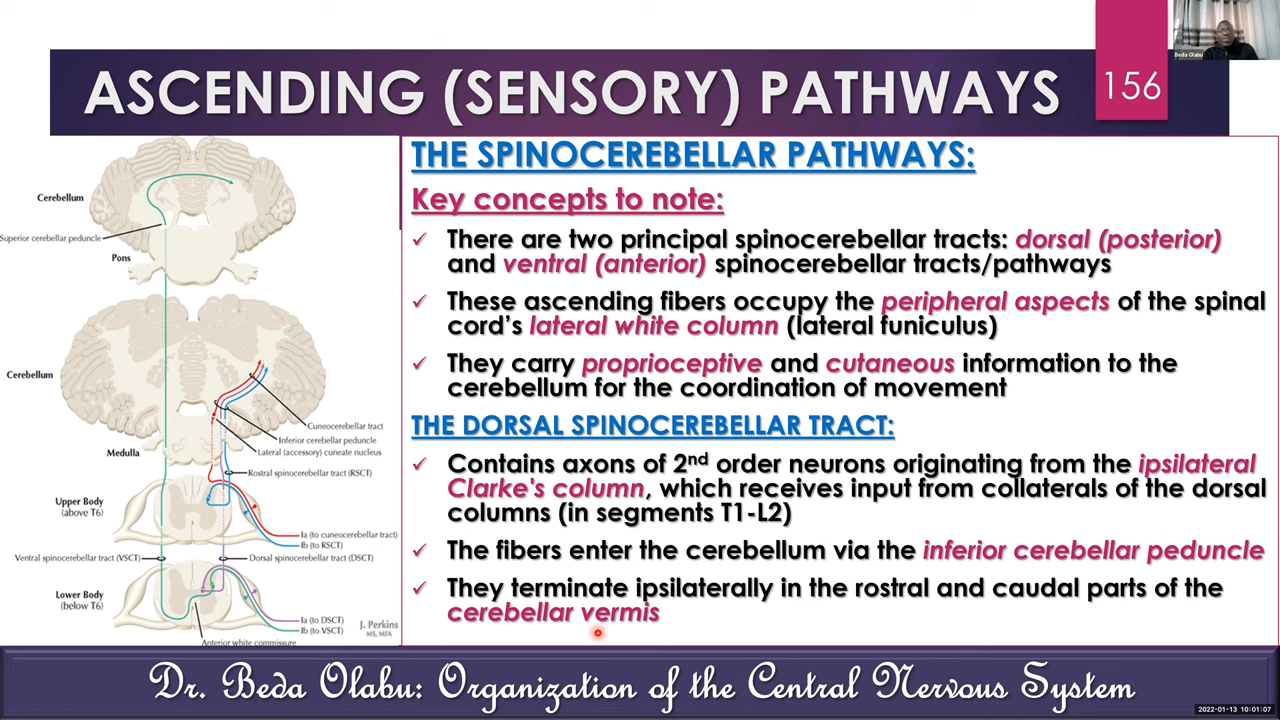 Beda Olabu
ASCENDING (SENSORY) PATHWAYS
156
Cerebellum
Superior cerebellar peduncle
Pons
Cerebellum
Cuneocerebellar tract
Inferior cerebellar peduncle
Lateral (accessory) cuneate nucleus
Medulla
Rostral spinocerebellar tract (RSCT)
Upper Body
(above T6)
Ia (to cuneocerebellar tract)
Ib (to RSCT)
Ventral spinocerebellar tract (VSCT)
Dorsal spinocerebellar tract (DSCT)
Lower Body
(below T6)
Ia (to DSCT)
Ib (to VSCT)
J. Perkins
MS, MFA
Anterior white commissure
THE SPINOCEREBELLAR PATHWAYS:
Key concepts to note:
✓ There are two principal spinocerebellar tracts: dorsal (posterior)
and ventral (anterior) spinocerebellar tracts/pathways
✓ These ascending fibers occupy the peripheral aspects of the spinal
cord’s lateral white column (lateral funiculus)
✓ They carry proprioceptive and cutaneous information to the
cerebellum for the coordination of movement
THE DORSAL SPINOCEREBELLAR TRACT:
✓ Contains axons of 2nd order neurons originating from the ipsilateral
Clarke's column, which receives input from collaterals of the dorsal
columns (in segments T1-L2)
✓ The fibers enter the cerebellum via the inferior cerebellar peduncle
✓ They terminate ipsilaterally in the rostral and caudal parts of the
cerebellar vermis
Dr. Beda Olabu: Organization of the Central Nervous System
2022-01-13 10:01:07